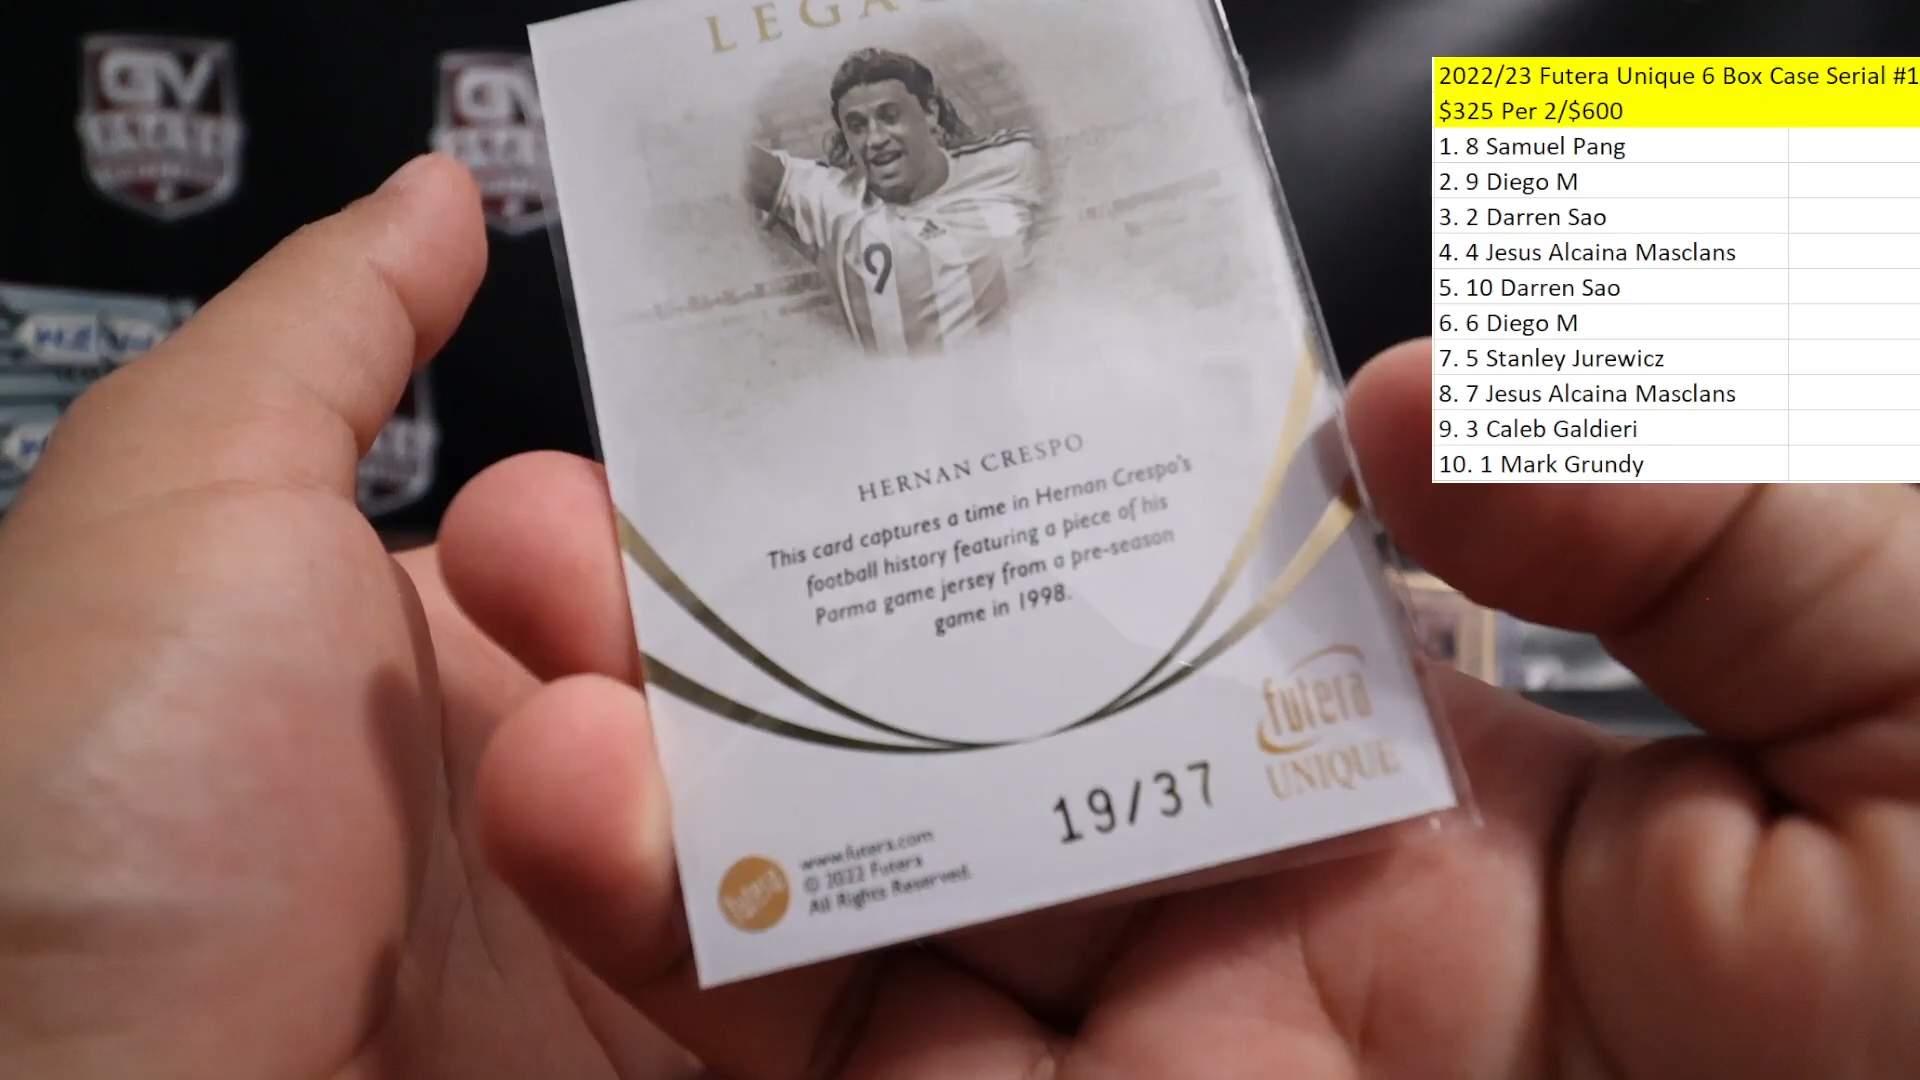 LEGA
9
HERNAN CRESPO
This card captures a time in Hernan Crespo's
football history featuring a piece of his
Parma game jersey from a pre-season
game in 1998.
futera
UNIQUE
19/37
futera
www.futera.com
© 2022 Futera
All Rights Reserved.
GV
GV
2022/23 Futera Unique 6 Box Case Serial #1
$325 Per 2/$600
1. 8 Samuel Pang
2. 9 Diego M
3. 2 Darren Sao
4. 4 Jesus Alcaina Masclans
5. 10 Darren Sao
6. 6 Diego M
7. 5 Stanley Jurewicz
8. 7 Jesus Alcaina Masclans
9. 3 Caleb Galdieri
10. 1 Mark Grundy